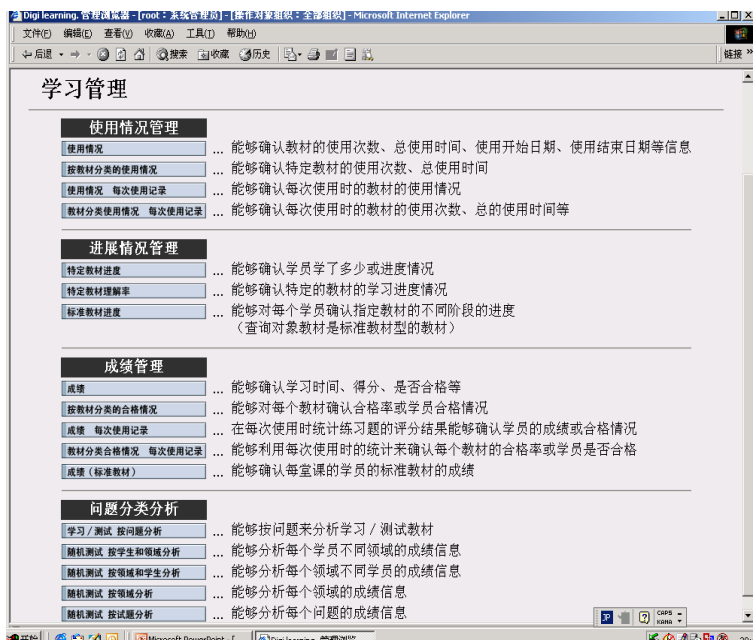 Digi learning. 管理浏览器 - [root：系统管理员] - [操作对象组织：全部组织] - Microsoft Internet Explorer
文件(F) 编辑(E) 查看(V) 收藏(A) 工具(T) 帮助(H)
后退 搜索 收藏 历史 链接 »
学习管理
使用情况管理
使用情况 ... 能够确认教材的使用次数、总使用时间、使用开始日期、使用结束日期等信息
按教材分类的使用情况 ... 能够确认特定教材的使用次数、总使用时间
使用情况 每次使用记录 ... 能够确认每次使用时的教材的使用情况
教材分类使用情况 每次使用记录 ... 能够确认每次使用时的教材的使用次数、总的使用时间等
进展情况管理
特定教材进度 ... 能够确认学员学了多少或进度情况
特定教材理解率 ... 能够确认特定的教材的学习进度情况
标准教材进度 ... 能够对每个学员确认指定教材的不同阶段的进度
（查询对象教材是标准教材型的教材）
成绩管理
成绩 ... 能够确认学习时间、得分、是否合格等
按教材分类的合格情况 ... 能够对每个教材确认合格率或学员合格情况
成绩 每次使用记录 ... 在每次使用时统计练习题的评分结果能够确认学员的成绩或合格情况
教材分类合格情况 每次使用记录 ... 能够利用每次使用时的统计来确认每个教材的合格率或学员是否合格
成绩（标准教材） ... 能够确认每堂课的学员的标准教材的成绩
问题分类分析
学习／测试 按问题分析 ... 能够按问题来分析学习／测试教材
随机测试 按学生和领域分析 ... 能够分析每个学员不同领域的成绩信息
随机测试 按领域和学生分析 ... 能够分析每个领域不同学员的成绩信息
随机测试 按领域分析 ... 能够分析每个领域的成绩信息
随机测试 按试题分析 ... 能够分析每个问题的成绩信息
JP CAPS KANA
开始 Microsoft PowerPoint - [ Digi learning. 管理浏览